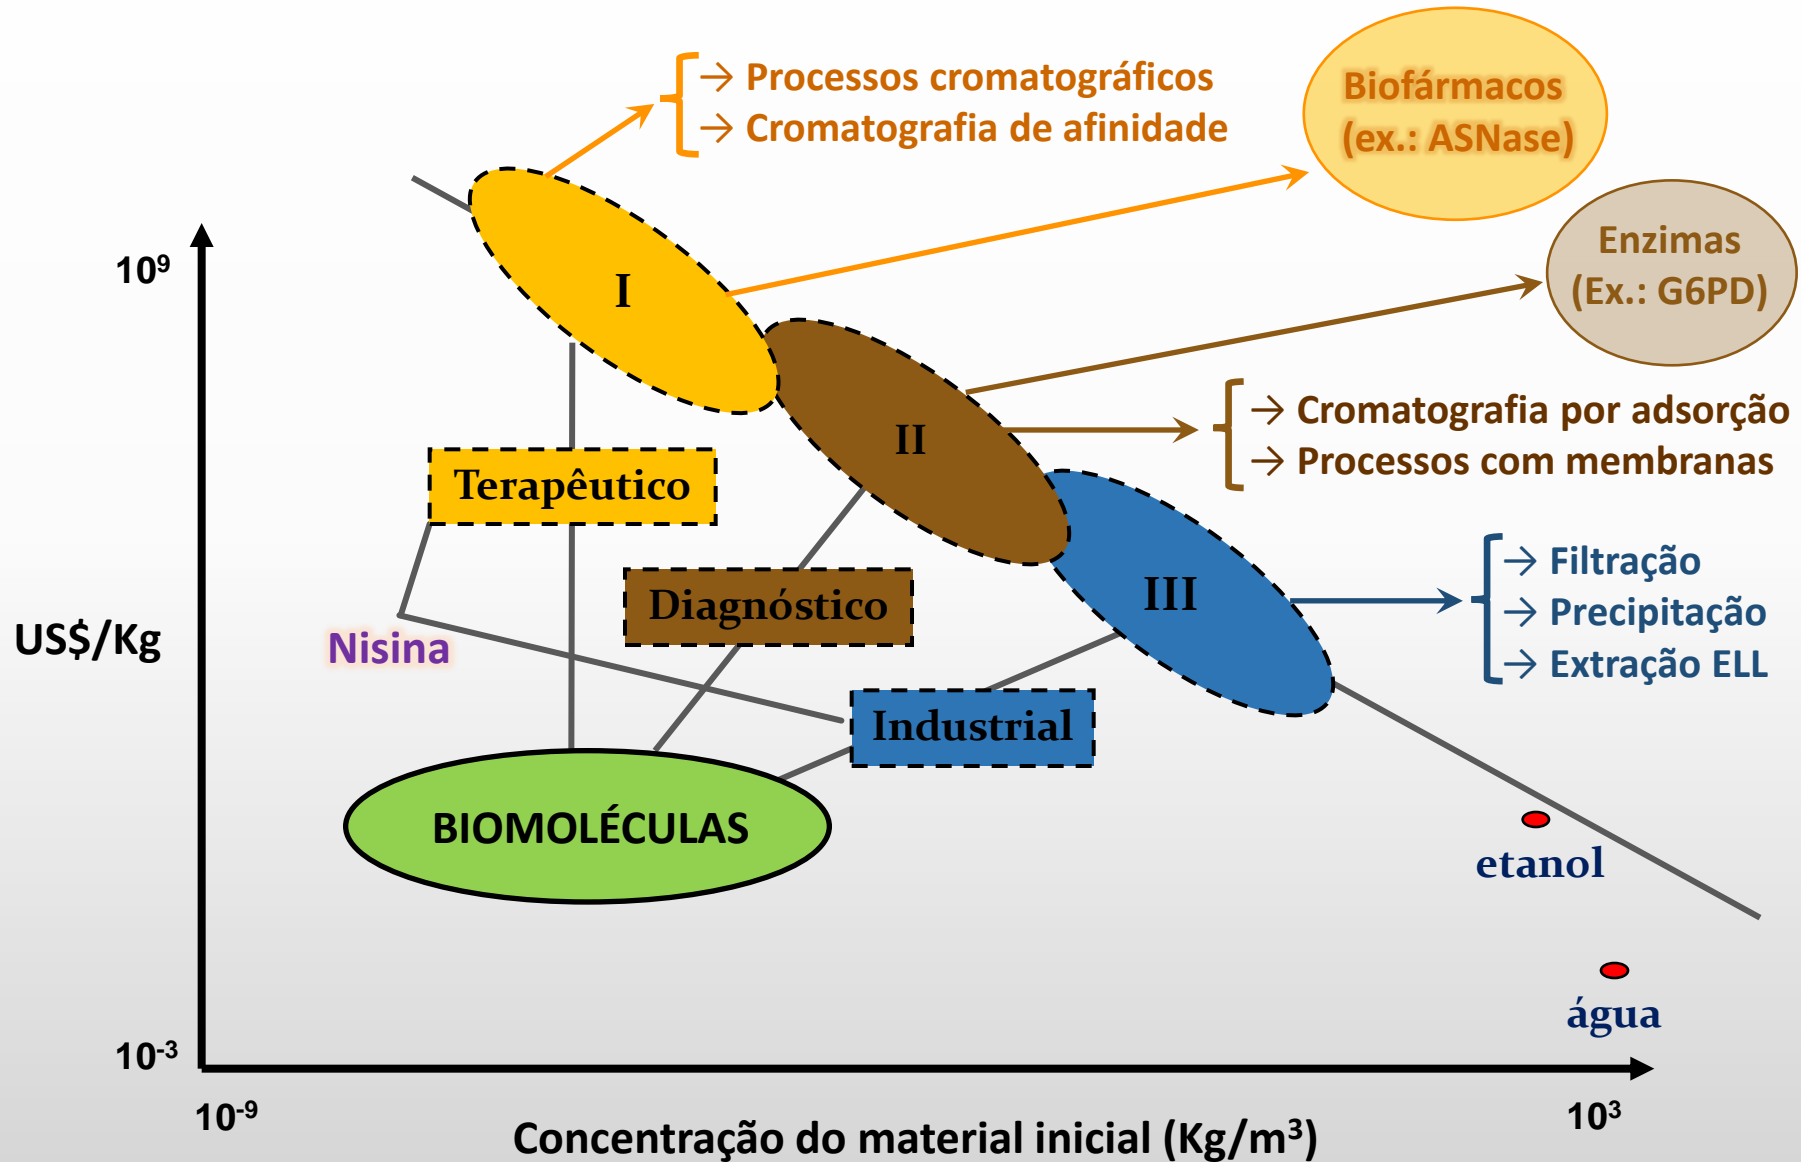 → Processos cromatográficos
→ Cromatografia de afinidade
Biofármacos
(ex.: ASNase)
Enzimas
(Ex.: G6PD)
10⁹
I
II
→ Cromatografia por adsorção
→ Processos com membranas
Terapêutico
III
→ Filtração
→ Precipitação
→ Extração ELL
Diagnóstico
US$/Kg
Nisina
Industrial
BIOMOLÉCULAS
etanol
água
10⁻³
10⁻⁹
10³
Concentração do material inicial (Kg/m³)